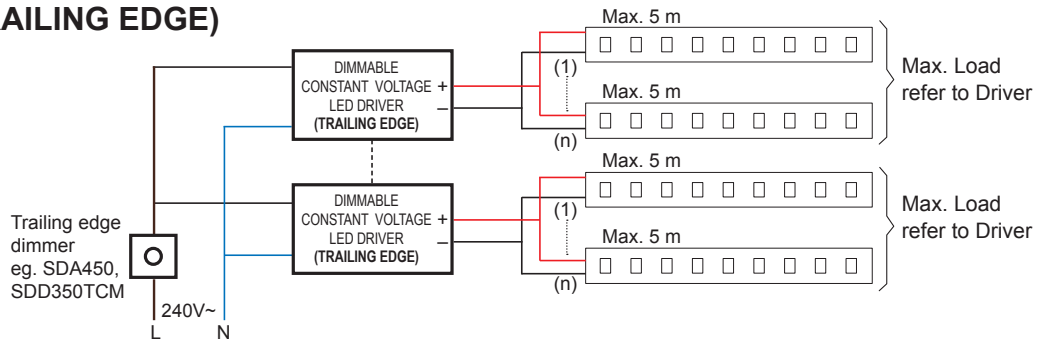 AILING EDGE)
Max. 5 m
DIMMABLE
CONSTANT VOLTAGE +
LED DRIVER –
(TRAILING EDGE)
(1)
Max. 5 m
(n)
Max. Load
refer to Driver
Max. 5 m
DIMMABLE
CONSTANT VOLTAGE +
LED DRIVER –
(TRAILING EDGE)
(1)
Max. 5 m
(n)
Max. Load
refer to Driver
Trailing edge
dimmer
eg. SDA450,
SDD350TCM
240V~
L N